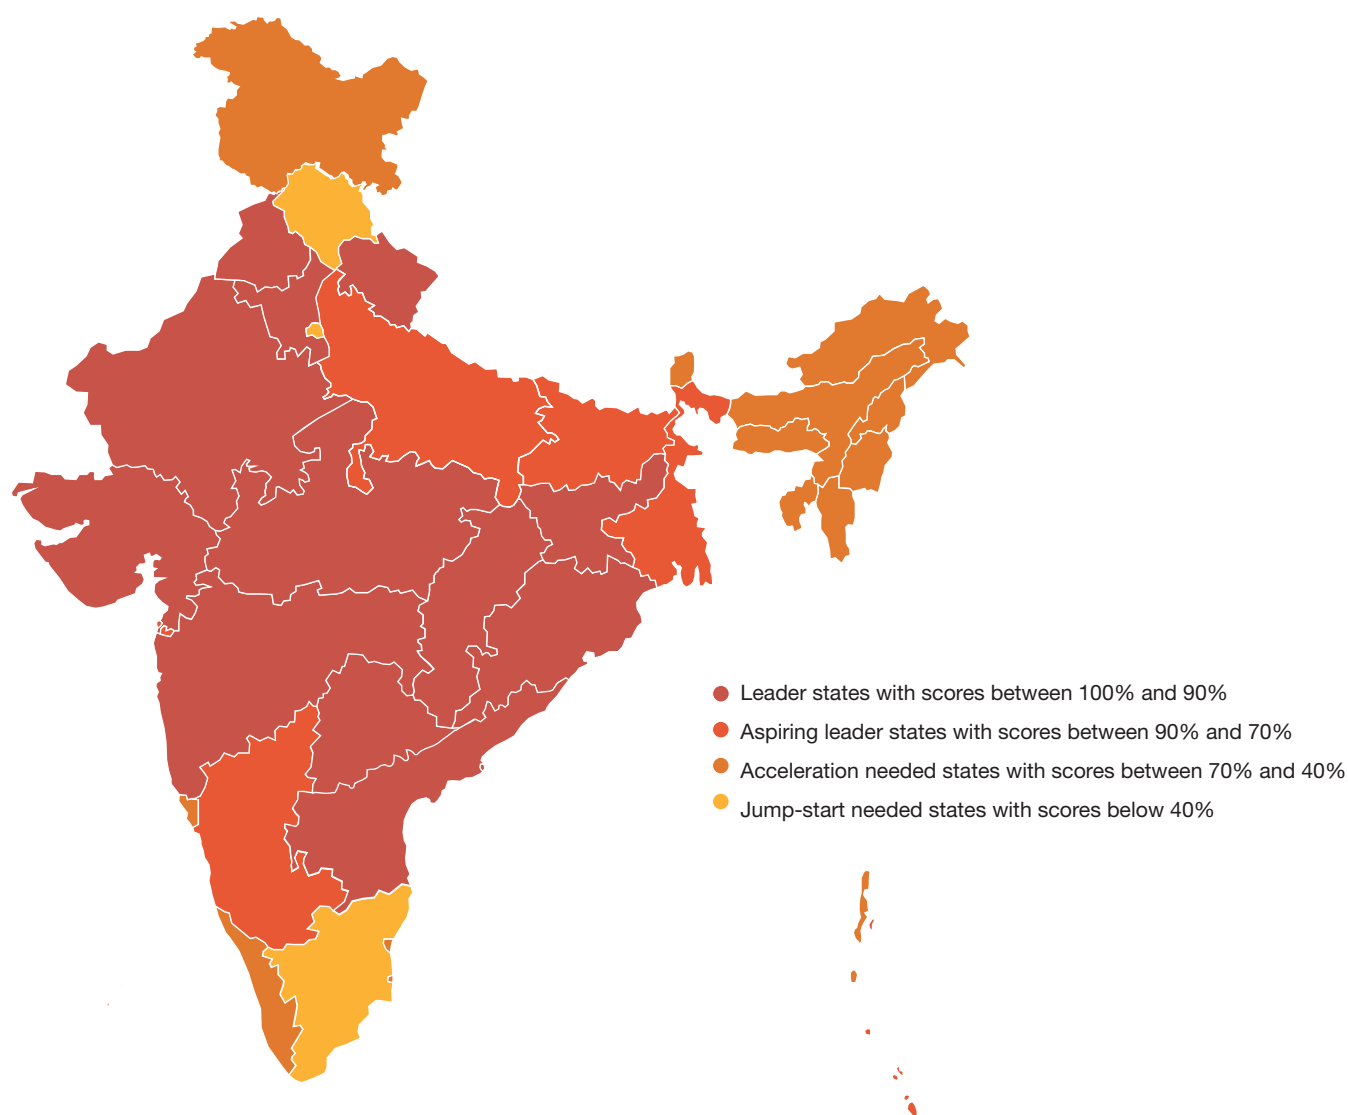 Leader states with scores between 100% and 90%
Aspiring leader states with scores between 90% and 70%
Acceleration needed states with scores between 70% and 40%
Jump-start needed states with scores below 40%